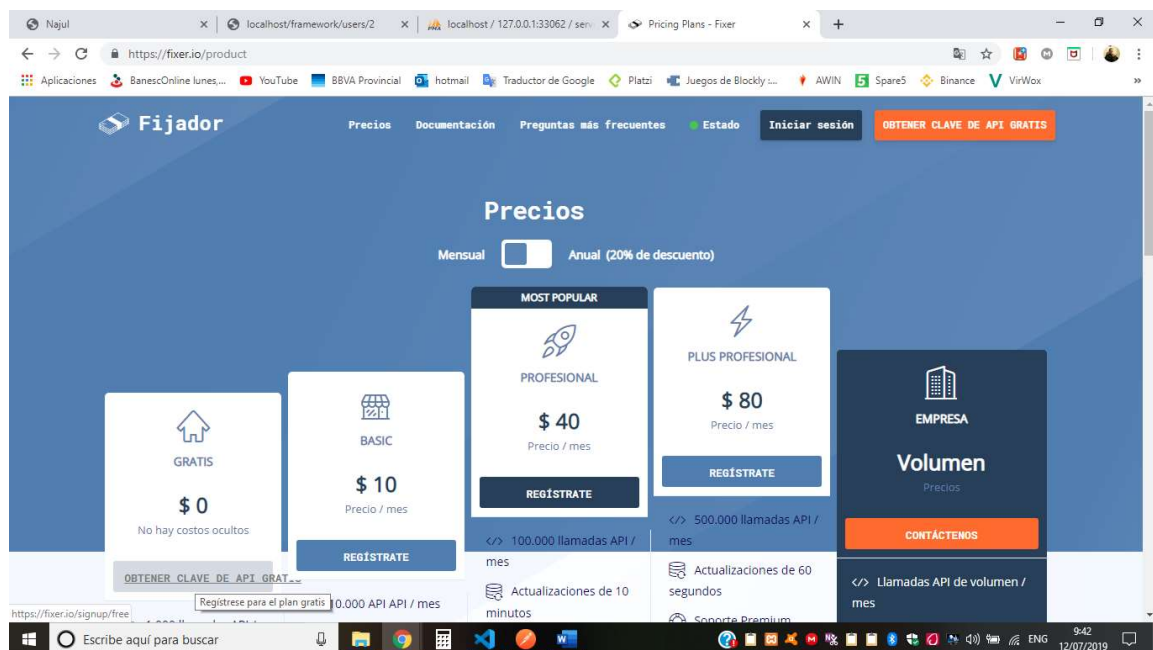 Najul
localhost/framework/users/2
localhost / 127.0.0.1:33062 / serv
Pricing Plans - Fixer
https://fixer.io/product
Aplicaciones
BanescOnline lunes,...
YouTube
BBVA Provincial
hotmail
Traductor de Google
Platzi
Juegos de Blockly :...
AWIN
Spare5
Binance
VirWox
Fijador
Precios
Documentación
Preguntas más frecuentes
Estado
Iniciar sesión
OBTENER CLAVE DE API GRATIS
Precios
Mensual
Anual (20% de descuento)
GRATIS
$ 0
No hay costos ocultos
OBTENER CLAVE DE API GRAT
Regístrese para el plan gratis
BASIC
$ 10
Precio / mes
REGÍSTRATE
10.000 API API / mes
MOST POPULAR
PROFESIONAL
$ 40
Precio / mes
REGÍSTRATE
</> 100.000 llamadas API /
mes
Actualizaciones de 10
minutos
PLUS PROFESIONAL
$ 80
Precio / mes
REGÍSTRATE
</> 500.000 llamadas API /
mes
Actualizaciones de 60
segundos
Soporte Premium
EMPRESA
Volumen
Precios
CONTÁCTENOS
</> Llamadas API de volumen /
mes
https://fixer.io/signup/free
Escribe aquí para buscar
ENG
9:42
12/07/2019